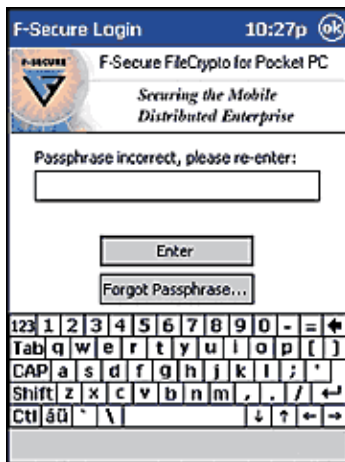 F-Secure Login 10:27p ok
F-SECURE
F-Secure FileCrypto for Pocket PC
Securing the Mobile
Distributed Enterprise
Passphrase incorrect, please re-enter:
Enter
Forgot Passphrase...
123 1 2 3 4 5 6 7 8 9 0 - = ←
Tab q w e r t y u i o p [ ]
CAP a s d f g h j k l ; '
Shift z x c v b n m , . / ↵
Ctl áü ` \ ↓ ↑ ← →